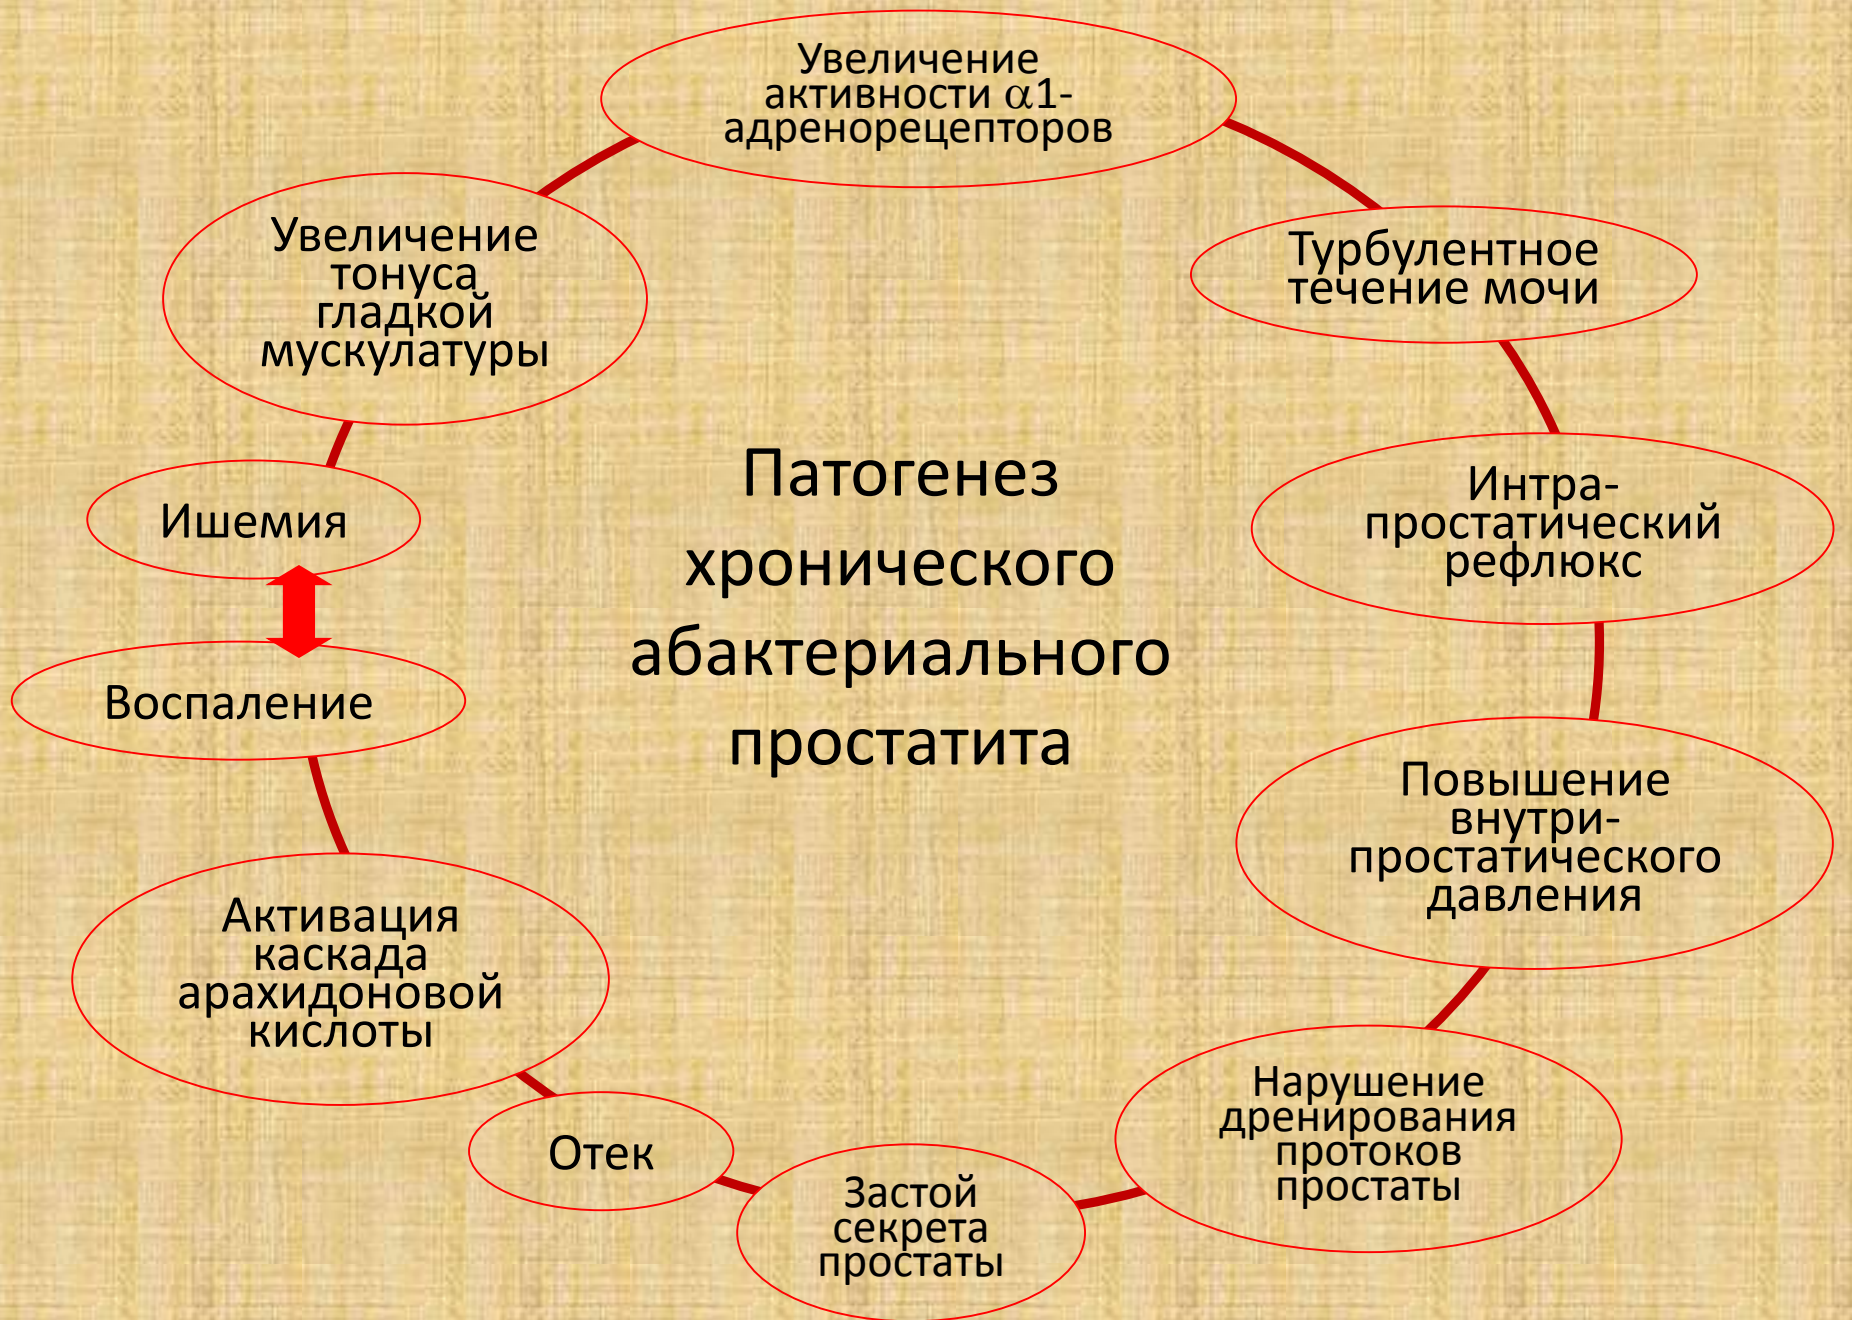 Увеличение
активности α1-
адренорецепторов
Турбулентное
течение мочи
Интра-
простатический
рефлюкс
Повышение
внутри-
простатического
давления
Нарушение
дренирования
протоков
простаты
Застой
секрета
простаты
Отек
Активация
каскада
арахидоновой
кислоты
Воспаление
Ишемия
Увеличение
тонуса
гладкой
мускулатуры
Патогенез
хронического
абактериального
простатита